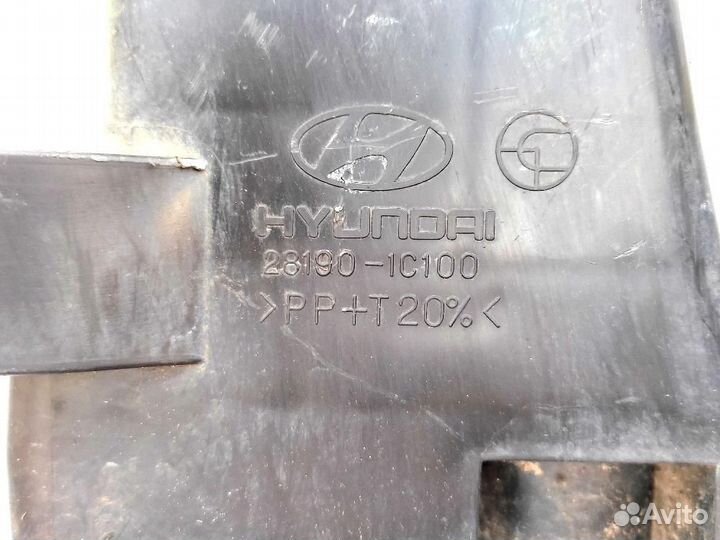 HYUNDAI
28190-1C100
>PP+T20%<
Avito